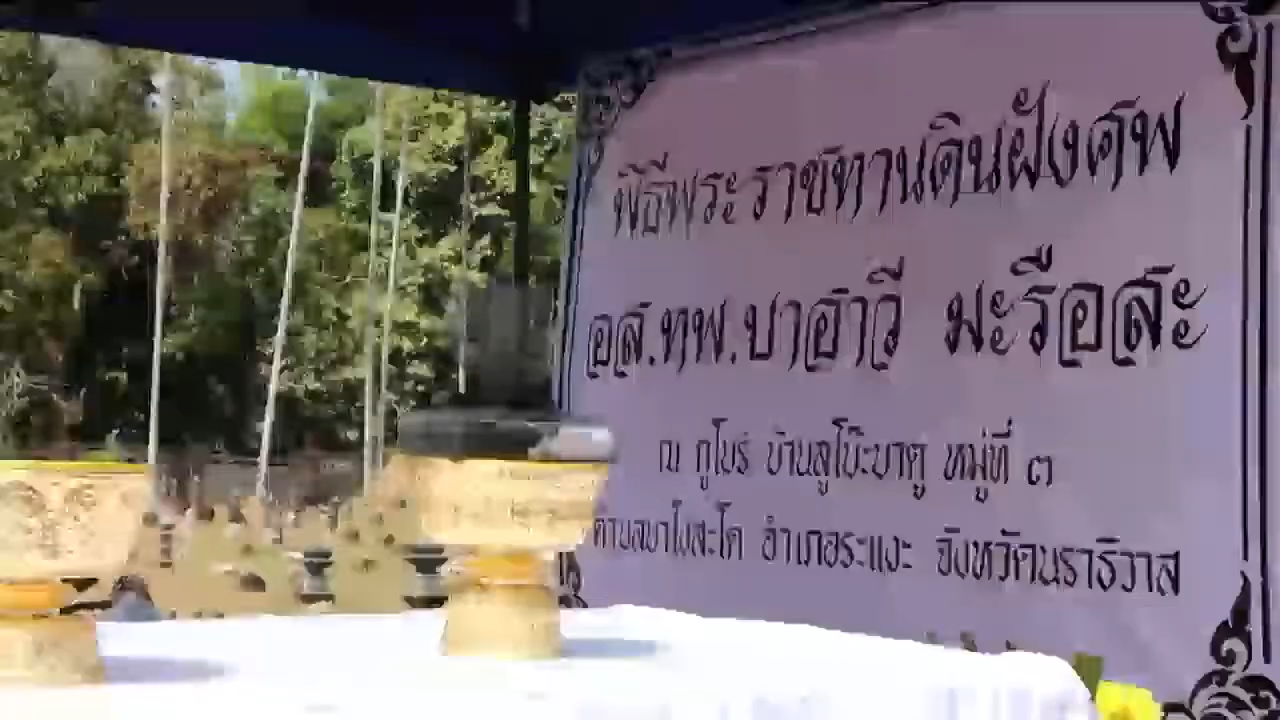 พิธีพระราชทานดินฝังศพ
อส.ทพ.บาฮาวี มะรือสะ
ณ กูโบร์ บ้านลูโบ๊ะบาตู หมู่ที่ ๓
ตำบลบาโงสะโต อำเภอระแงะ จังหวัดนราธิวาส